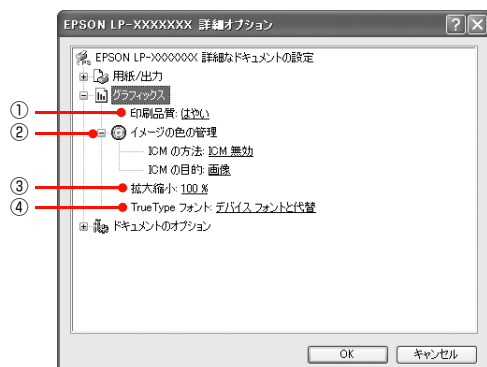 EPSON LP-XXXXXXX 詳細オプション
EPSON LP-XXXXXXX 詳細なドキュメントの設定
用紙/出力
グラフィックス
① 印刷品質: はやい
② イメージの色の管理
ICM の方法: ICM 無効
ICM の目的: 画像
③ 拡大縮小: 100 %
④ TrueType フォント: デバイス フォントと代替
ドキュメントのオプション
OK キャンセル